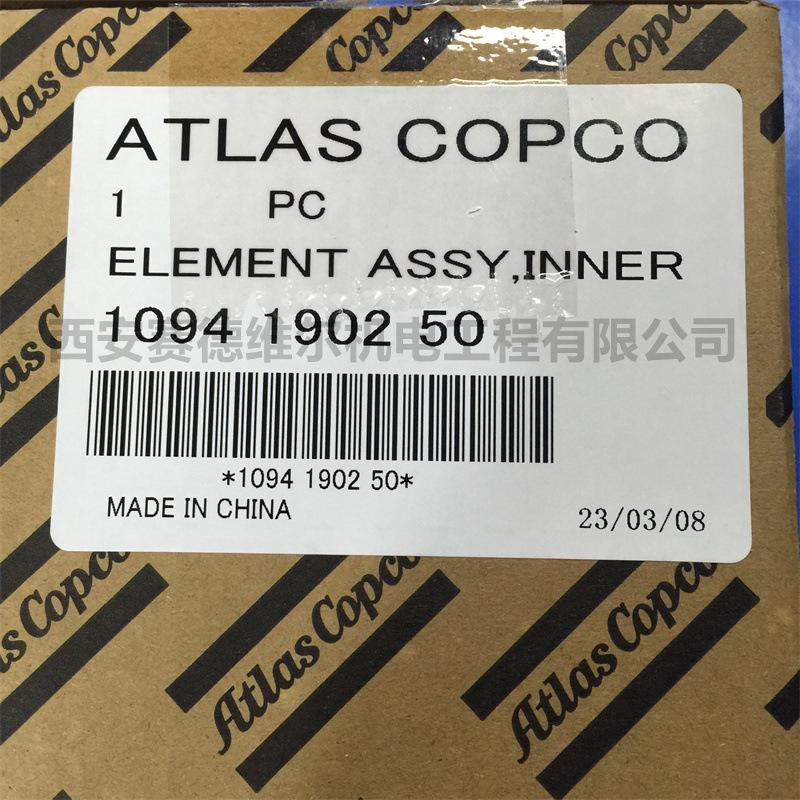 Atlas Copco
Atlas Copco
ATLAS COPCO
1 PC
ELEMENT ASSY,INNER
1094 1902 50
西安赛德维尔机电工程有限公司
*1094 1902 50*
MADE IN CHINA
23/03/08
Atlas Copco
Atlas Copco
Atlas Copco